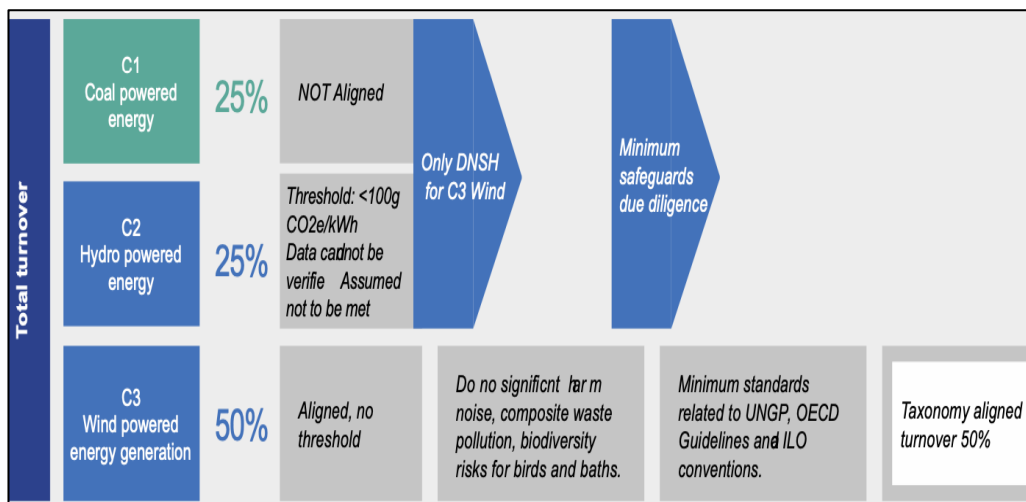 Total turnover
C1
Coal powered
energy
25%
NOT Aligned
Only DNSH
for C3 Wind
Minimum
safeguards
due diligence
C2
Hydro powered
energy
25%
Threshold: <100g
CO2e/kWh
Data cadnot be
verifie Assumed
not to be met
C3
Wind powered
energy generation
50%
Aligned, no
threshold
Do no significnt har m
noise, composite waste
pollution, biodiversity
risks for birds and baths.
Minimum standards
related to UNGP, OECD
Guidelines and ILO
conventions.
Taxonomy aligned
turnover 50%